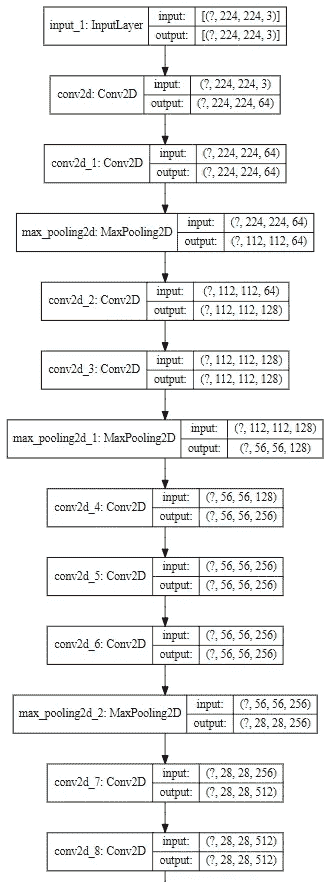 input_1: InputLayer
input: [(?, 224, 224, 3)]
output: [(?, 224, 224, 3)]
conv2d: Conv2D
input: (?, 224, 224, 3)
output: (?, 224, 224, 64)
conv2d_1: Conv2D
input: (?, 224, 224, 64)
output: (?, 224, 224, 64)
max_pooling2d: MaxPooling2D
input: (?, 224, 224, 64)
output: (?, 112, 112, 64)
conv2d_2: Conv2D
input: (?, 112, 112, 64)
output: (?, 112, 112, 128)
conv2d_3: Conv2D
input: (?, 112, 112, 128)
output: (?, 112, 112, 128)
max_pooling2d_1: MaxPooling2D
input: (?, 112, 112, 128)
output: (?, 56, 56, 128)
conv2d_4: Conv2D
input: (?, 56, 56, 128)
output: (?, 56, 56, 256)
conv2d_5: Conv2D
input: (?, 56, 56, 256)
output: (?, 56, 56, 256)
conv2d_6: Conv2D
input: (?, 56, 56, 256)
output: (?, 56, 56, 256)
max_pooling2d_2: MaxPooling2D
input: (?, 56, 56, 256)
output: (?, 28, 28, 256)
conv2d_7: Conv2D
input: (?, 28, 28, 256)
output: (?, 28, 28, 512)
conv2d_8: Conv2D
input: (?, 28, 28, 512)
output: (?, 28, 28, 512)